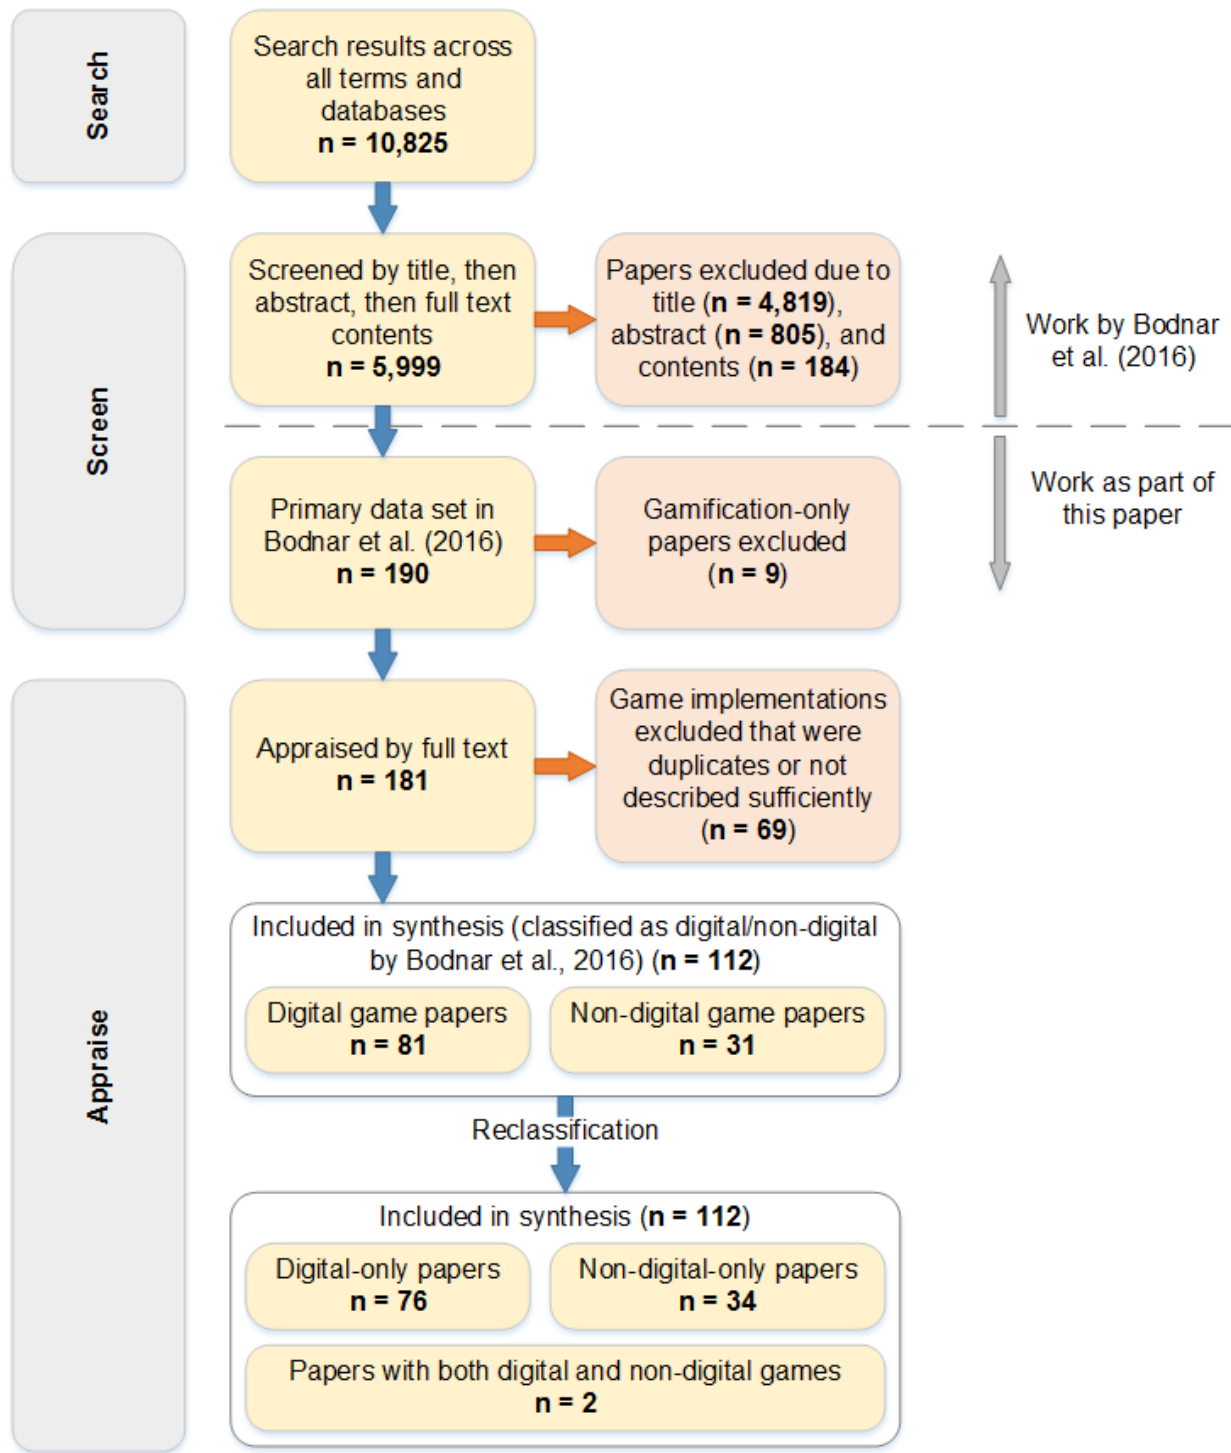 Search
Search results across
all terms and
databases
n = 10,825
Screen
Screened by title, then
abstract, then full text
contents
n = 5,999
Papers excluded due to
title (n = 4,819),
abstract (n = 805), and
contents (n = 184)
Work by Bodnar
et al. (2016)
Work as part of
this paper
Primary data set in
Bodnar et al. (2016)
n = 190
Gamification-only
papers excluded
(n = 9)
Appraise
Appraised by full text
n = 181
Game implementations
excluded that were
duplicates or not
described sufficiently
(n = 69)
Included in synthesis (classified as digital/non-digital
by Bodnar et al., 2016) (n = 112)
Digital game papers
n = 81
Non-digital game papers
n = 31
Reclassification
Included in synthesis (n = 112)
Digital-only papers
n = 76
Non-digital-only papers
n = 34
Papers with both digital and non-digital games
n = 2